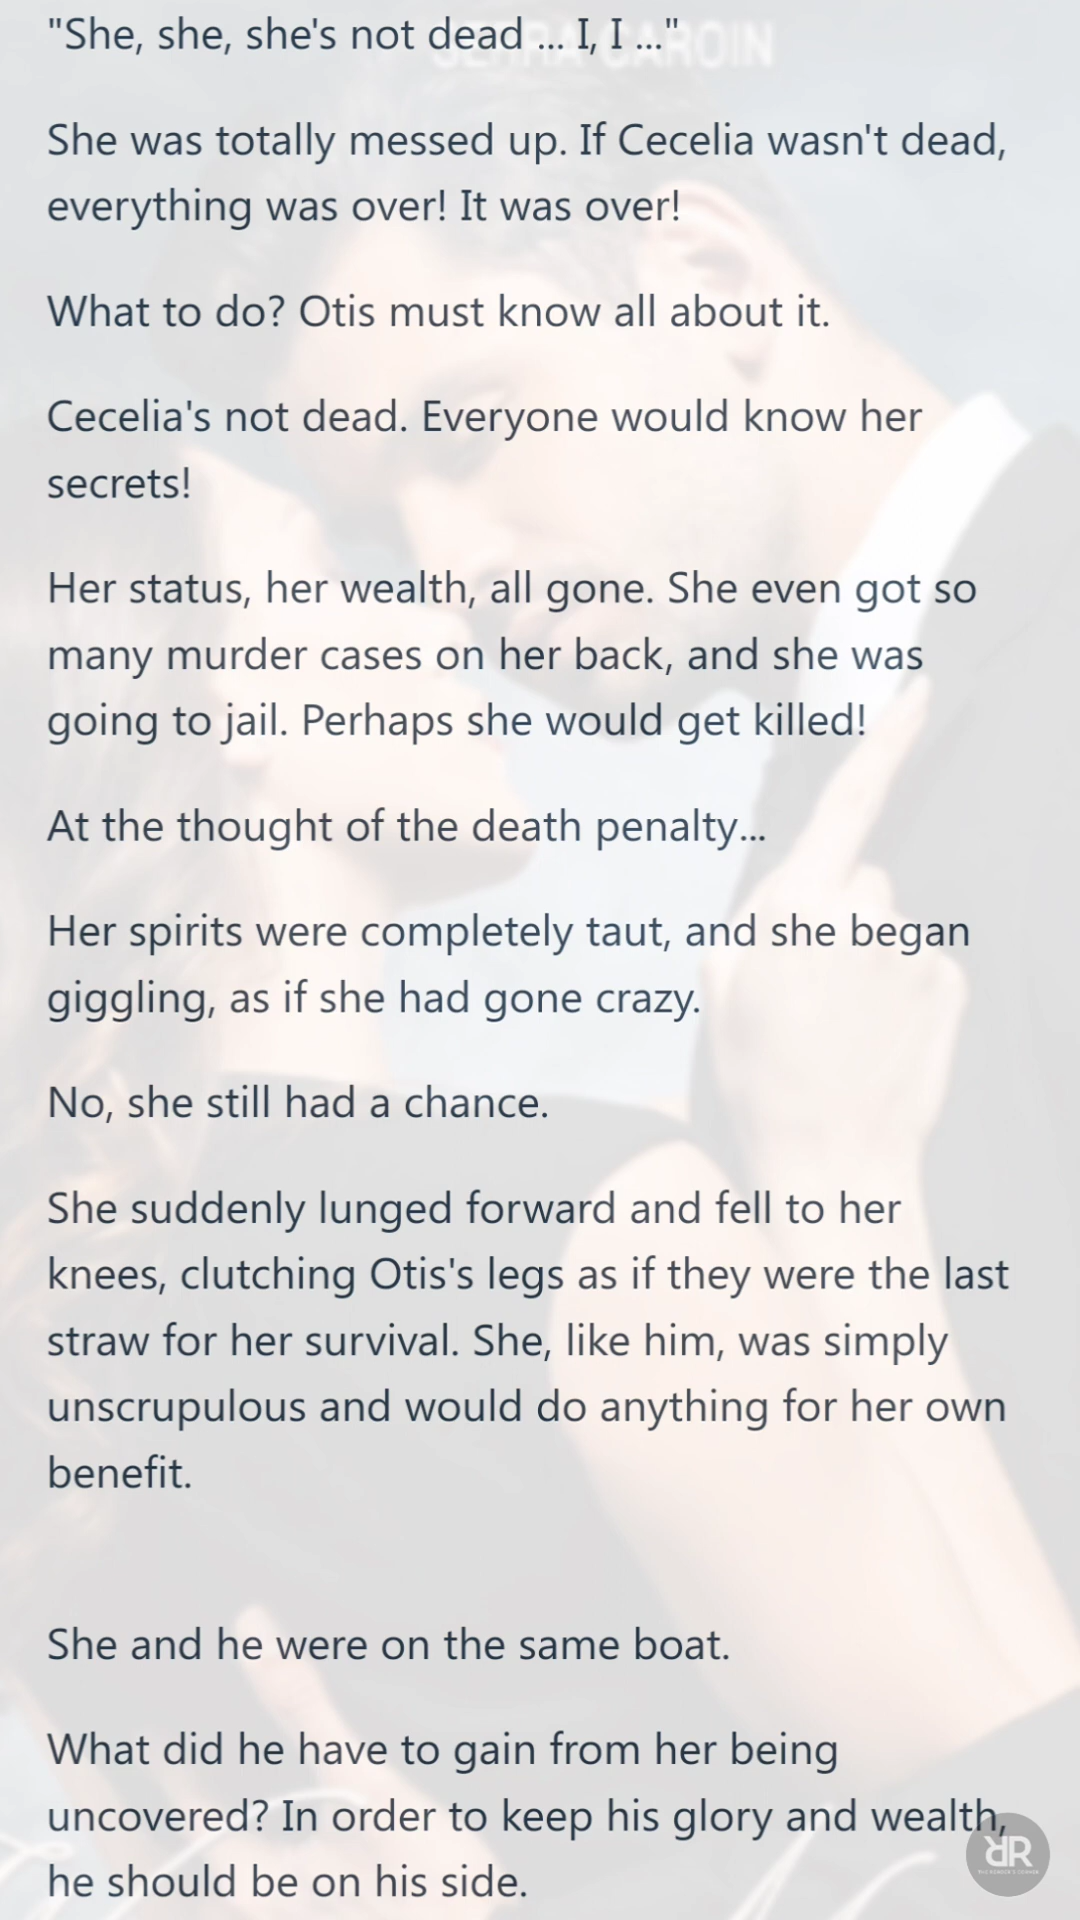 SERRA CAROIN
"She, she, she's not dead ... I, I ..."
She was totally messed up. If Cecelia wasn't dead,
everything was over! It was over!
What to do? Otis must know all about it.
Cecelia's not dead. Everyone would know her
secrets!
Her status, her wealth, all gone. She even got so
many murder cases on her back, and she was
going to jail. Perhaps she would get killed!
At the thought of the death penalty...
Her spirits were completely taut, and she began
giggling, as if she had gone crazy.
No, she still had a chance.
She suddenly lunged forward and fell to her
knees, clutching Otis's legs as if they were the last
straw for her survival. She, like him, was simply
unscrupulous and would do anything for her own
benefit.
She and he were on the same boat.
What did he have to gain from her being
uncovered? In order to keep his glory and wealth,
he should be on his side.